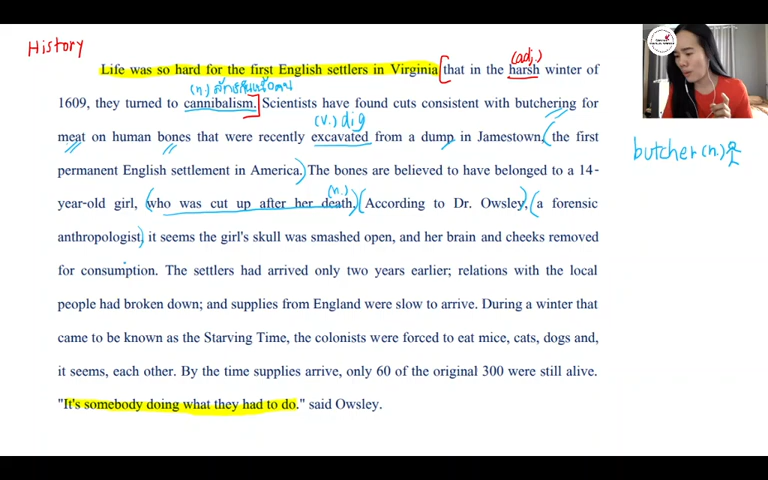 History
(adj.)
Life was so hard for the first English settlers in Virginia [that in the harsh winter of
(n.) ลัทธิกินเนื้อคน
1609, they turned to cannibalism.] Scientists have found cuts consistent with butchering for
(v.) dig
meat on human bones that were recently excavated from a dump in Jamestown, (the first
butcher (n.)
permanent English settlement in America.) The bones are believed to have belonged to a 14-
(n.)
year-old girl, (who was cut up after her death,) (According to Dr. Owsley,) (a forensic
anthropologist,) it seems the girl's skull was smashed open, and her brain and cheeks removed
for consumption. The settlers had arrived only two years earlier; relations with the local
people had broken down; and supplies from England were slow to arrive. During a winter that
came to be known as the Starving Time, the colonists were forced to eat mice, cats, dogs and,
it seems, each other. By the time supplies arrive, only 60 of the original 300 were still alive.
"It's somebody doing what they had to do." said Owsley.